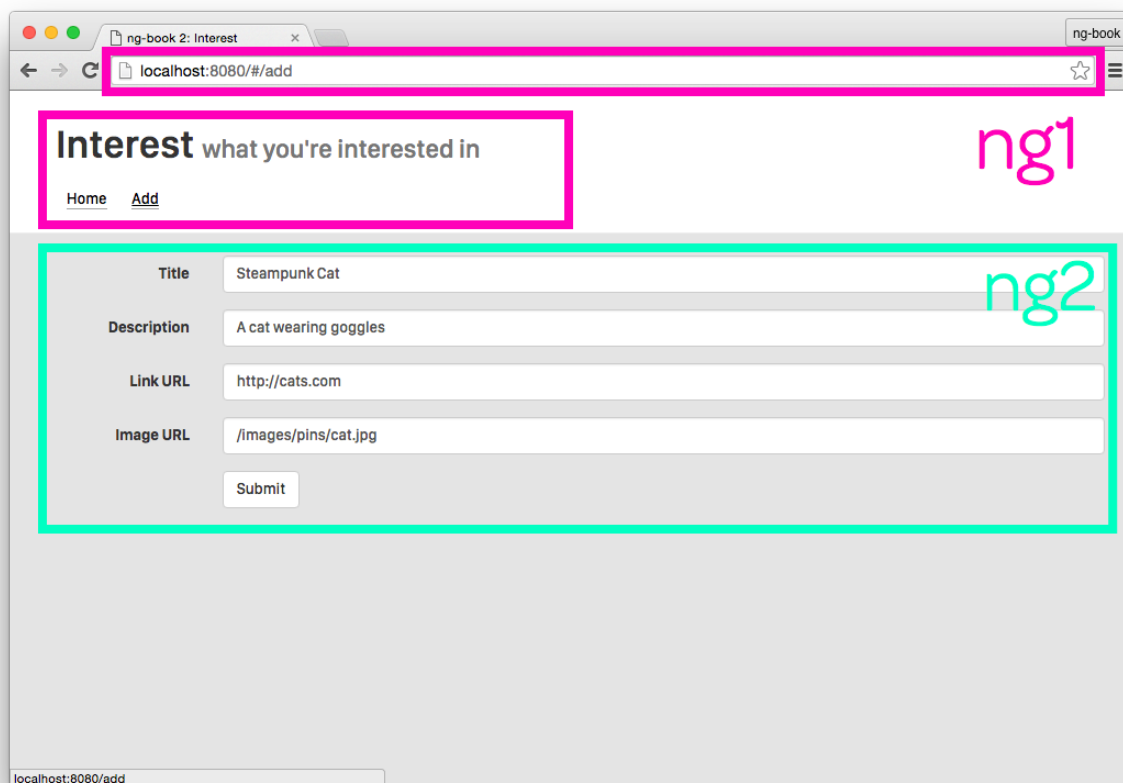 ng-book 2: Interest
ng-book
localhost:8080/#/add
Interest what you're interested in
ng1
Home Add
Title Steampunk Cat
ng2
Description A cat wearing goggles
Link URL http://cats.com
Image URL /images/pins/cat.jpg
Submit
localhost:8080/add